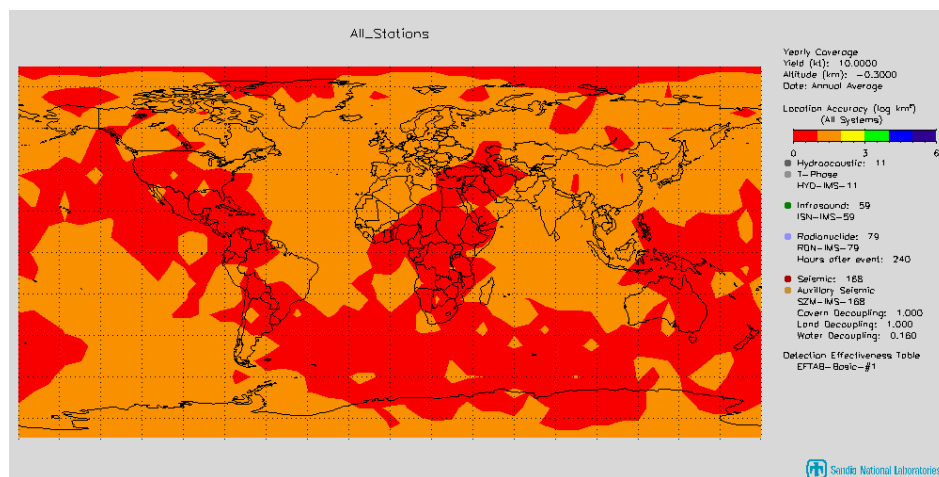 All_Stations
Yearly Coverage
Yield (kt): 10.0000
Altitude (km): -0.3000
Date: Annual Average
Location Accuracy (log km²)
(All Systems)
0 2 4 6
Hydroacoustic: 11
T-Phase
HYD-IMS-11
Infrasound: 59
ISN-IMS-59
Radionuclide: 79
RDN-IMS-79
Hours after event: 240
Seismic: 168
Auxillary Seismic
SZM-IMS-168
Cavern Decoupling: 1.000
Land Decoupling: 1.000
Water Decoupling: 0.160
Detection Effectiveness Table
EFTAB-Basic-#1
Sandia National Laboratories